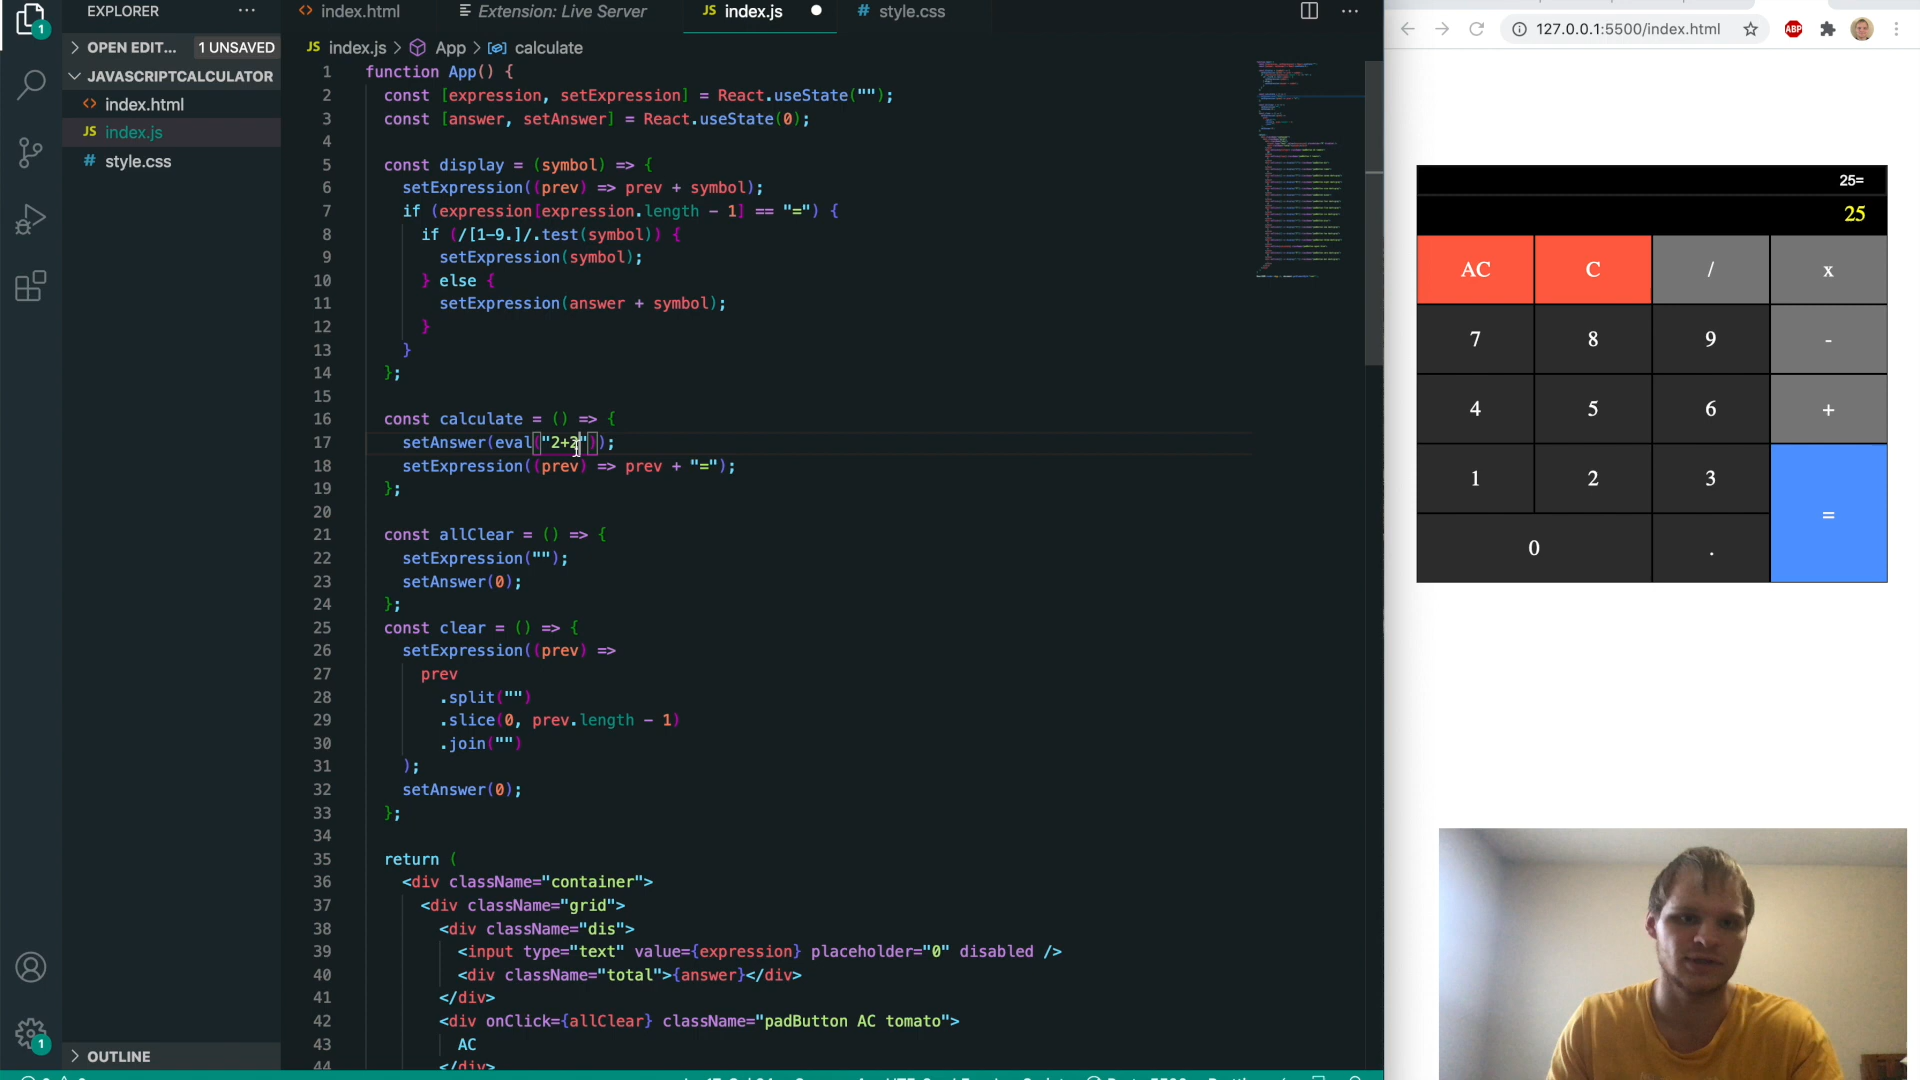 EXPLORER
OPEN EDIT... 1 UNSAVED
JAVASCRIPTCALCULATOR
index.html
index.js
style.css
OUTLINE
1
1
index.html
Extension: Live Server
index.js
style.css
index.js > App > calculate
1 function App() {
2 const [expression, setExpression] = React.useState("");
3 const [answer, setAnswer] = React.useState(0);
4
5 const display = (symbol) => {
6 setExpression((prev) => prev + symbol);
7 if (expression[expression.length - 1] == "=") {
8 if (/[1-9.]/.test(symbol)) {
9 setExpression(symbol);
10 } else {
11 setExpression(answer + symbol);
12 }
13 }
14 };
15
16 const calculate = () => {
17 setAnswer(eval("2+2"));
18 setExpression((prev) => prev + "=");
19 };
20
21 const allClear = () => {
22 setExpression("");
23 setAnswer(0);
24 };
25 const clear = () => {
26 setExpression((prev) =>
27 prev
28 .split("")
29 .slice(0, prev.length - 1)
30 .join("")
31 );
32 setAnswer(0);
33 };
34
35 return (
36 <div className="container">
37 <div className="grid">
38 <div className="dis">
39 <input type="text" value={expression} placeholder="0" disabled />
40 <div className="total">{answer}</div>
41 </div>
42 <div onClick={allClear} className="padButton AC tomato">
43 AC
44 </div>
127.0.0.1:5500/index.html
ABP
25=
25
AC C / x
7 8 9 -
4 5 6 +
1 2 3 =
0 .